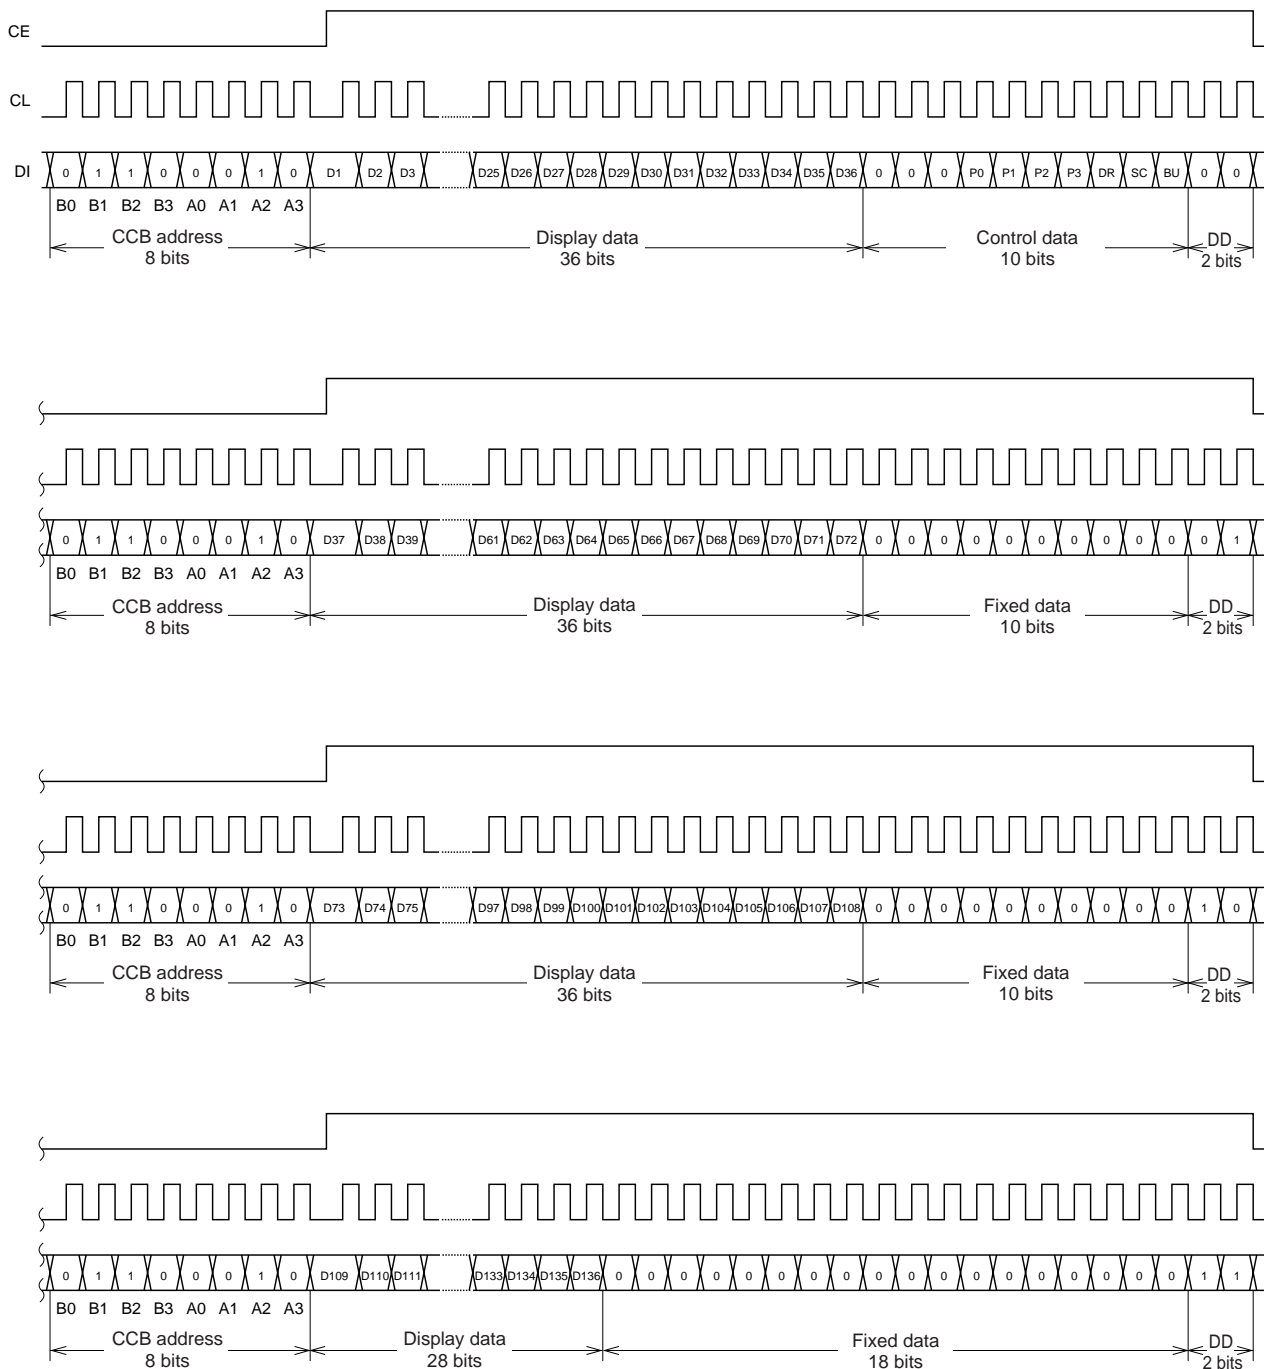 CE
CL
DI 0 1 1 0 0 0 1 0 D1 D2 D3 D25 D26 D27 D28 D29 D30 D31 D32 D33 D34 D35 D36 0 0 0 P0 P1 P2 P3 DR SC BU 0 0
B0 B1 B2 B3 A0 A1 A2 A3
CCB address Display data Control data DD
8 bits 36 bits 10 bits 2 bits
0 1 1 0 0 0 1 0 D37 D38 D39 D61 D62 D63 D64 D65 D66 D67 D68 D69 D70 D71 D72 0 0 0 0 0 0 0 0 0 0 0 1
B0 B1 B2 B3 A0 A1 A2 A3
CCB address Display data Fixed data DD
8 bits 36 bits 10 bits 2 bits
0 1 1 0 0 0 1 0 D73 D74 D75 D97 D98 D99 D100 D101 D102 D103 D104 D105 D106 D107 D108 0 0 0 0 0 0 0 0 0 0 1 0
B0 B1 B2 B3 A0 A1 A2 A3
CCB address Display data Fixed data DD
8 bits 36 bits 10 bits 2 bits
0 1 1 0 0 0 1 0 D109 D110 D111 D133 D134 D135 D136 0 0 0 0 0 0 0 0 0 0 0 0 0 0 0 0 0 0 1 1
B0 B1 B2 B3 A0 A1 A2 A3
CCB address Display data Fixed data DD
8 bits 28 bits 18 bits 2 bits